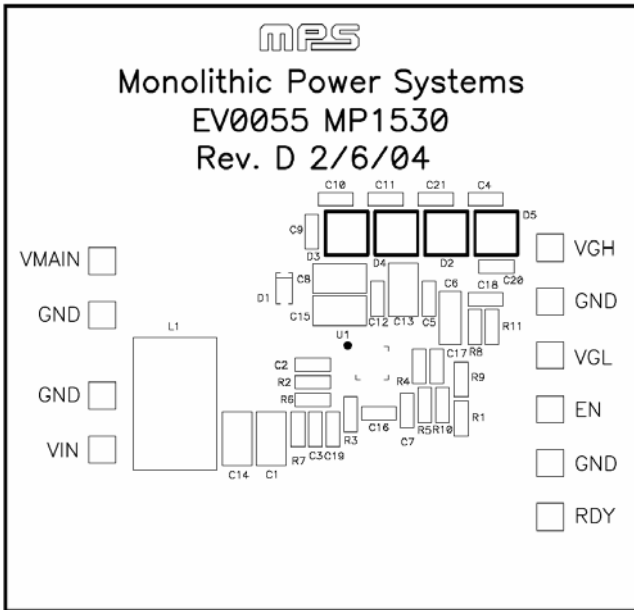 MPS
Monolithic Power Systems
EV0055 MP1530
Rev. D 2/6/04
C10 C11 C21 C4
C9 D5
D3 D4 D2
VMAIN VGH
C8 C20
D1 C18
GND C6 GND
C15 C12 C13 C5
L1 U1 R8 R11
C17 VGL
C2
R2 R4 R9
GND R6 EN
R3 C16 C7 R5 R10 R1
VIN R7 C3 C19 GND
C14 C1
RDY